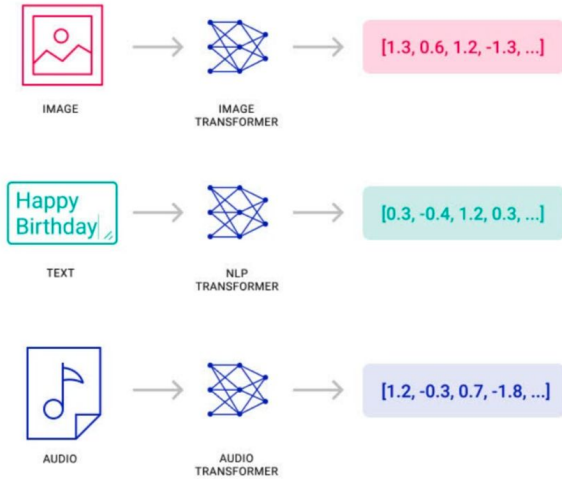 [1.3, 0.6, 1.2, -1.3, ...]
IMAGE
IMAGE
TRANSFORMER
Happy
Birthday
[0.3, -0.4, 1.2, 0.3, ...]
TEXT
NLP
TRANSFORMER
[1.2, -0.3, 0.7, -1.8, ...]
AUDIO
AUDIO
TRANSFORMER